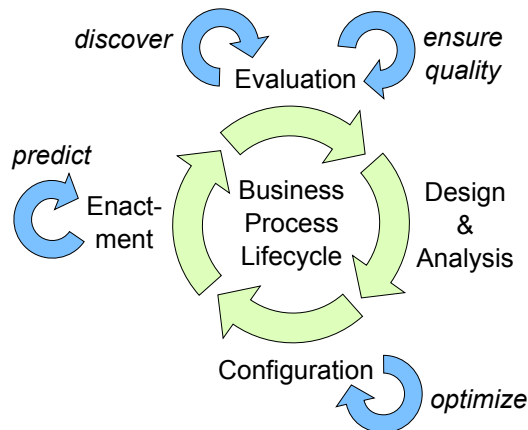 discover
ensure
quality
Evaluation
predict
Enact-
ment
Business
Process
Lifecycle
Design
&
Analysis
Configuration
optimize